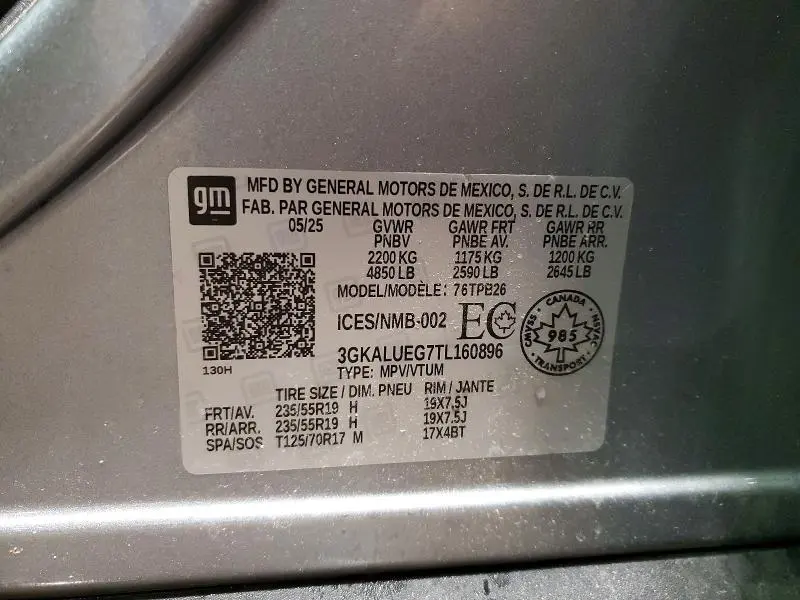 gm
MFD BY GENERAL MOTORS DE MEXICO, S. DE R.L. DE C.V.
FAB. PAR GENERAL MOTORS DE MEXICO, S. DE R.L. DE C.V.
05/25 GVWR GAWR FRT GAWR RR
PNBV PNBE AV. PNBE ARR.
2200 KG 1175 KG 1200 KG
4850 LB 2590 LB 2645 LB
MODEL/MODÈLE: 76TPB26
ICES/NMB-002 EC
CANADA
CMVSS 985 NSVAC
TRANSPORT
3GKALUEG7TL160896
130H TYPE: MPV/VTUM
TIRE SIZE / DIM. PNEU RIM / JANTE
FRT/AV. 235/55R19 H 19X7.5J
RR/ARR. 235/55R19 H 19X7.5J
SPA/SOS T125/70R17 M 17X4BT